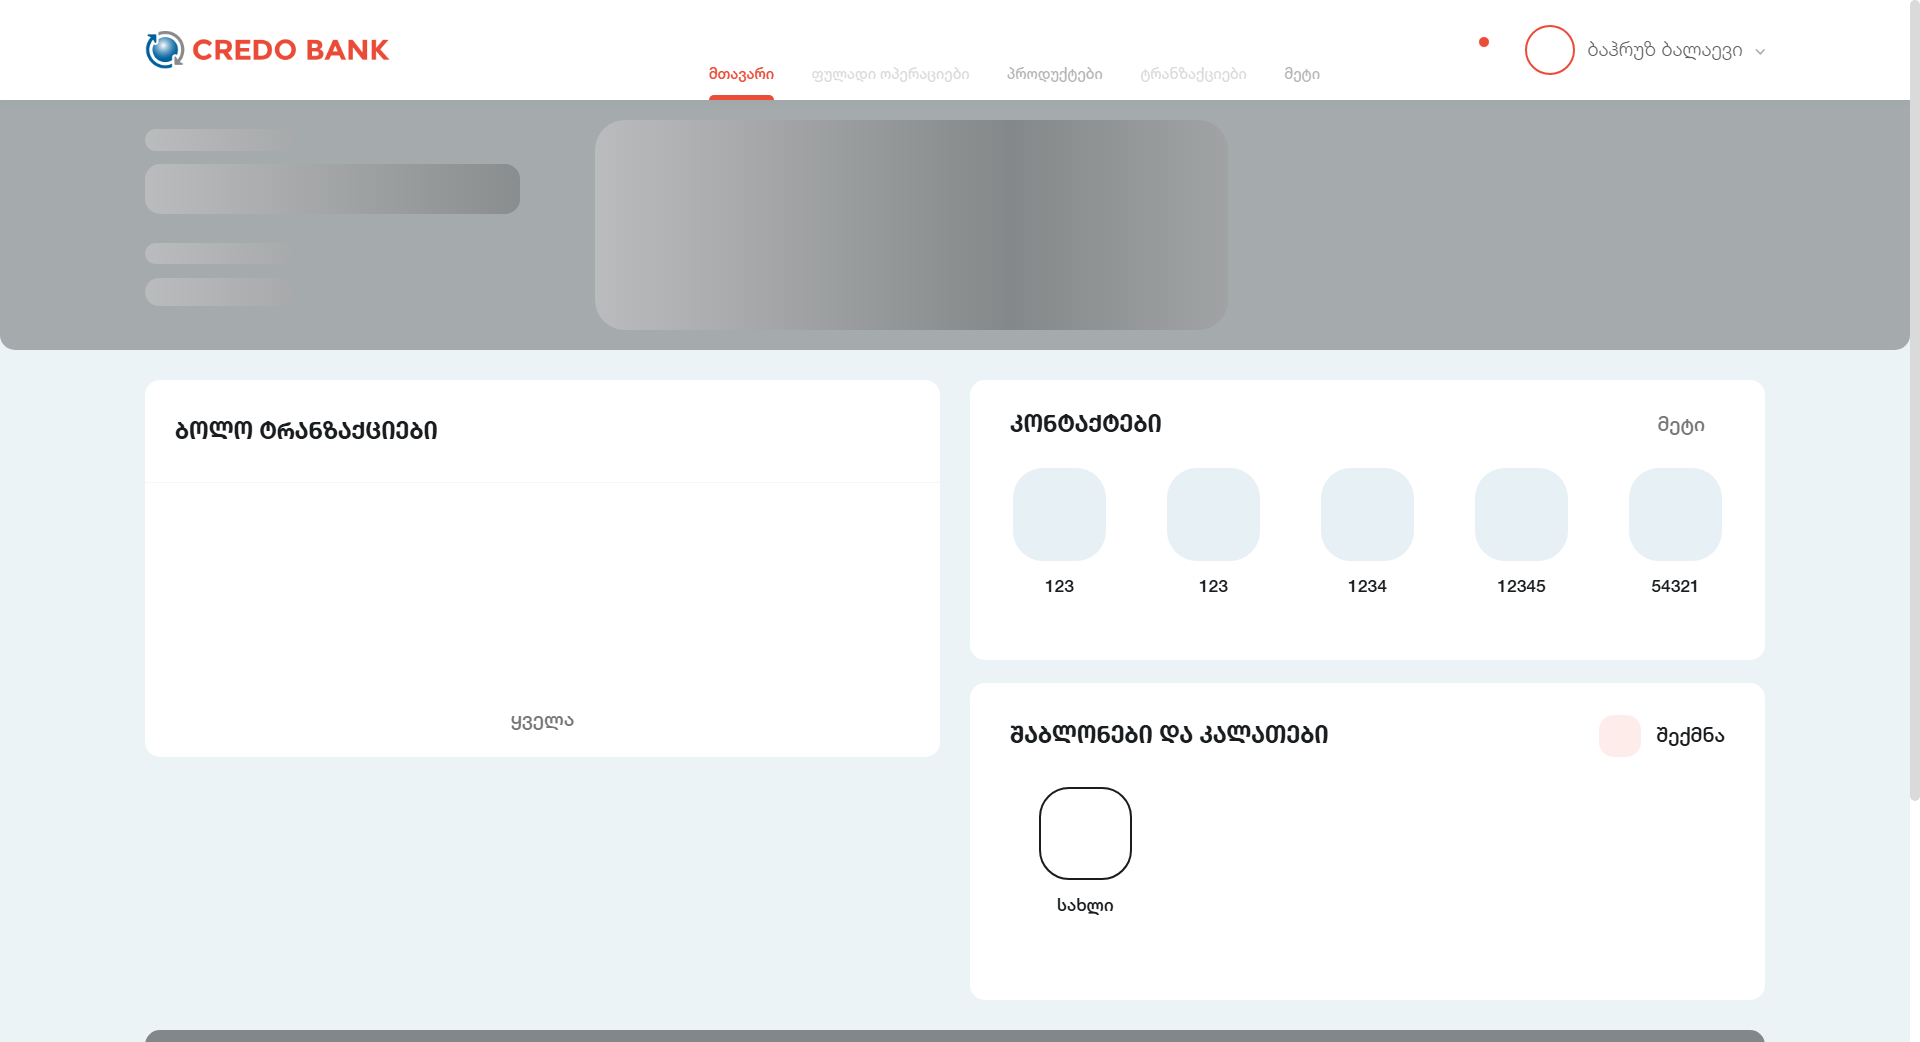 CREDO BANK
მთავარი
ფულადი ოპერაციები
პროდუქტები
ტრანზაქციები
მეტი
ბაჰრუზ ბალაევი
ბოლო ტრანზაქციები
ყველა
კონტაქტები
მეტი
123
123
1234
12345
54321
შაბლონები და კალათები
შექმნა
სახლი